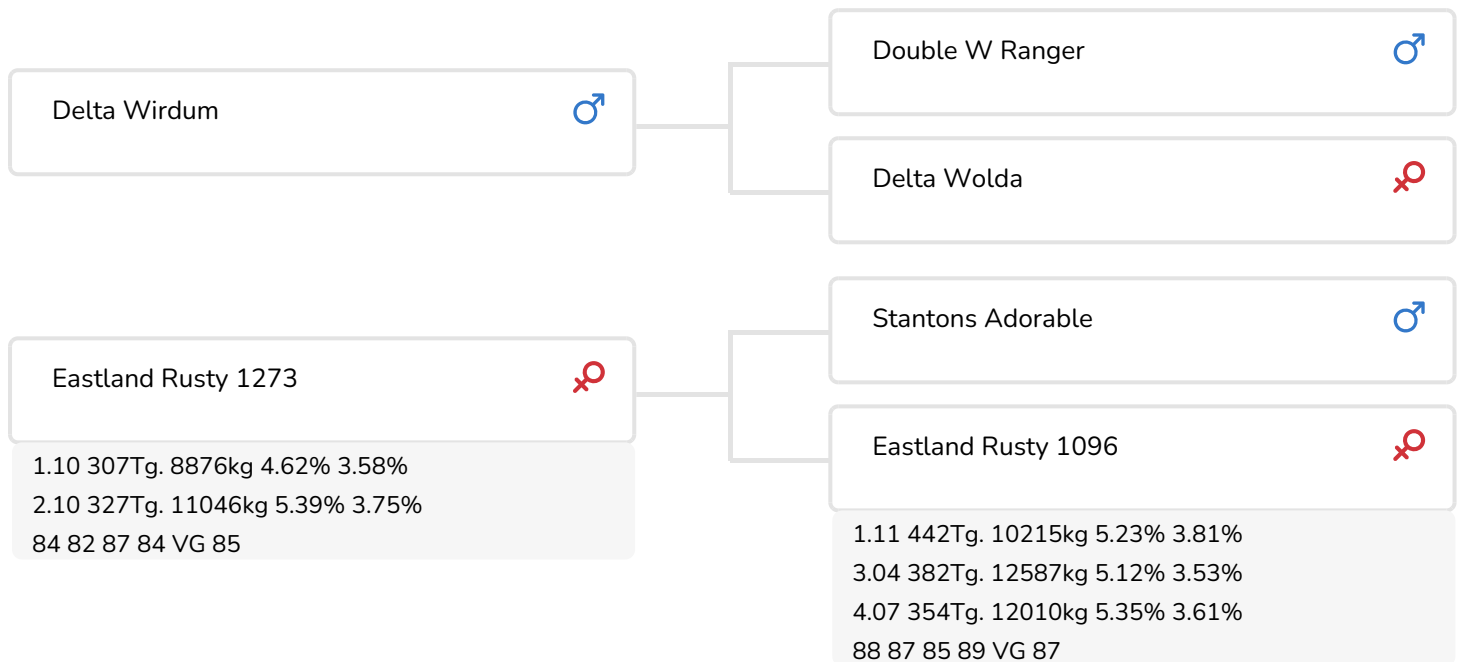 Delta Wirdum
Double W Ranger
Delta Wolda
Eastland Rusty 1273
1.10 307Tg. 8876kg 4.62% 3.58%
2.10 327Tg. 11046kg 5.39% 3.75%
84 82 87 84 VG 85
Stantons Adorable
Eastland Rusty 1096
1.11 442Tg. 10215kg 5.23% 3.81%
3.04 382Tg. 12587kg 5.12% 3.53%
4.07 354Tg. 12010kg 5.35% 3.61%
88 87 85 89 VG 87